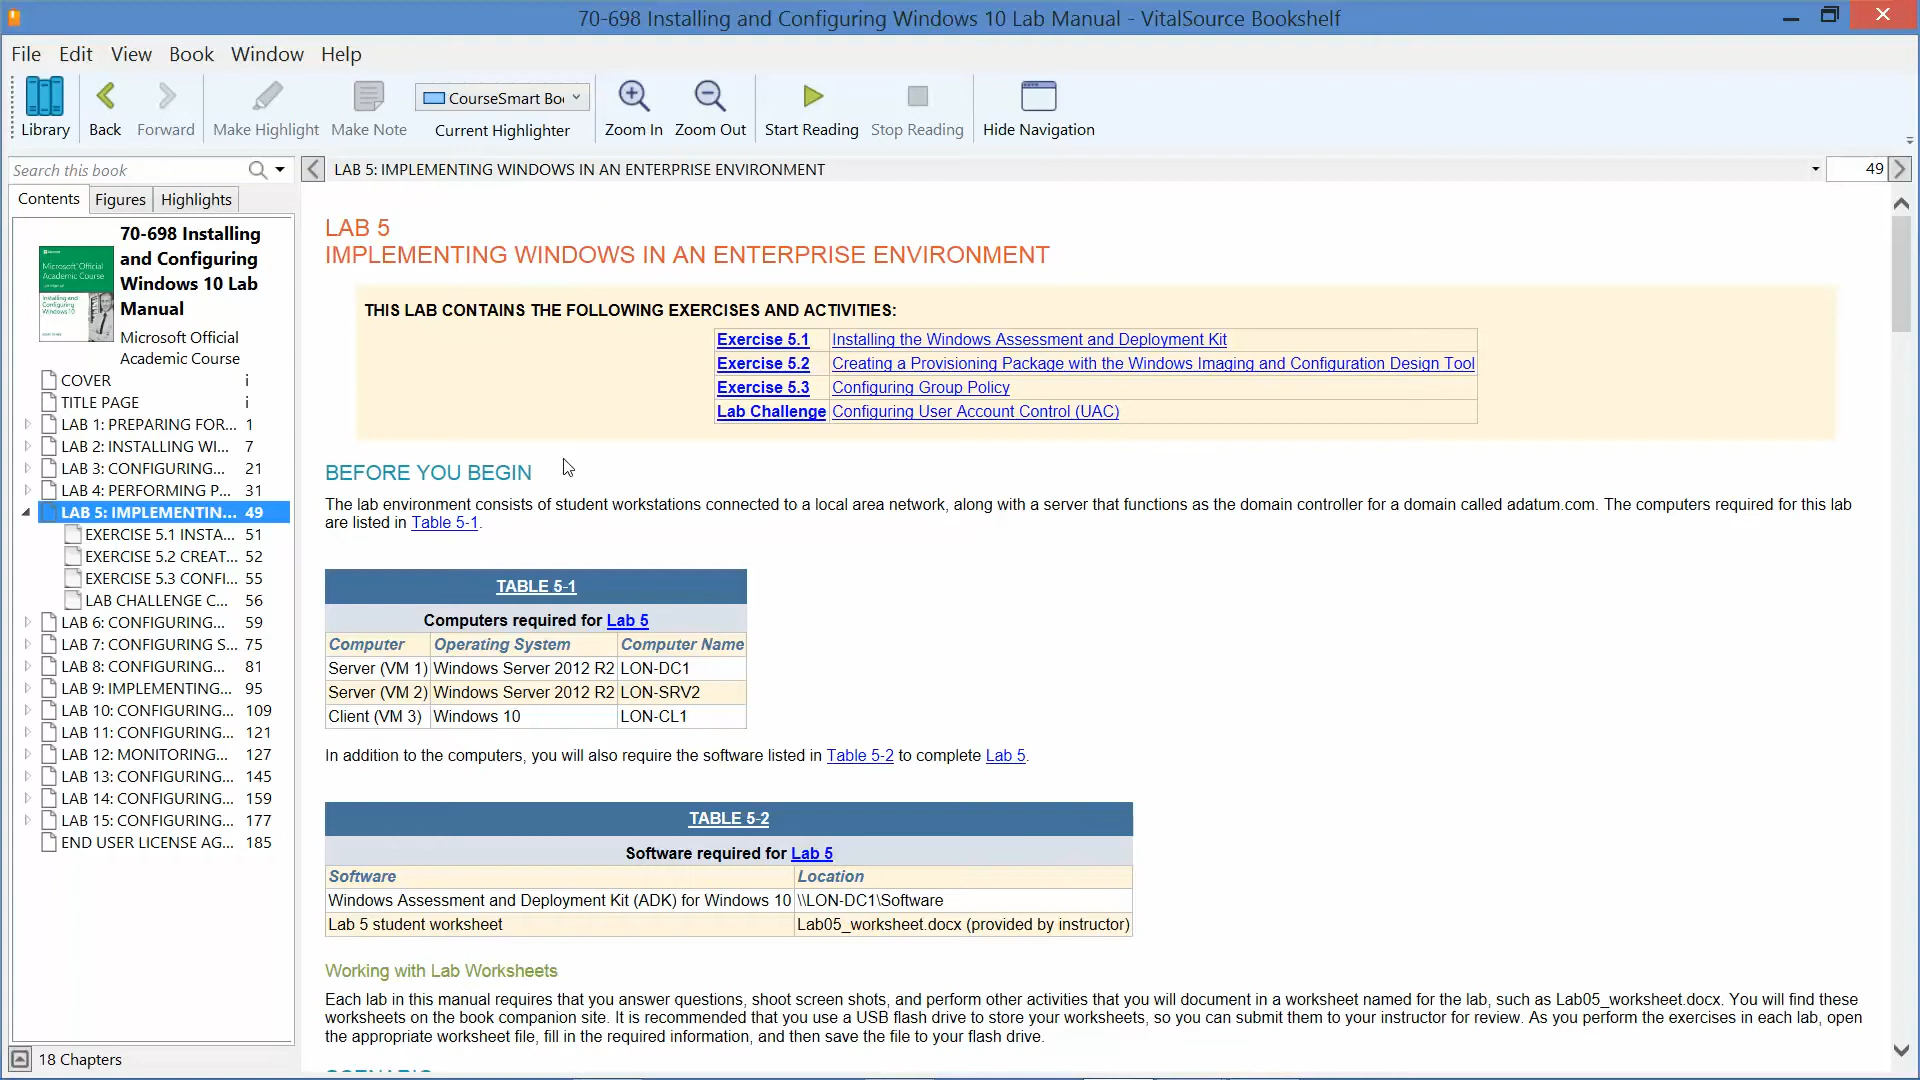 70-698 Installing and Configuring Windows 10 Lab Manual - VitalSource Bookshelf
File Edit View Book Window Help
Library Back Forward Make Highlight Make Note CourseSmart Bo Current Highlighter Zoom In Zoom Out Start Reading Stop Reading Hide Navigation
Search this book
LAB 5: IMPLEMENTING WINDOWS IN AN ENTERPRISE ENVIRONMENT 49
Contents Figures Highlights
70-698 Installing
and Configuring
Windows 10 Lab
Manual
Microsoft Official
Academic Course
Microsoft Official
Academic Course
Installing and
Configuring
Windows 10
COVER i
TITLE PAGE i
LAB 1: PREPARING FOR... 1
LAB 2: INSTALLING WI... 7
LAB 3: CONFIGURING... 21
LAB 4: PERFORMING P... 31
LAB 5: IMPLEMENTIN... 49
EXERCISE 5.1 INSTA... 51
EXERCISE 5.2 CREAT... 52
EXERCISE 5.3 CONFI... 55
LAB CHALLENGE C... 56
LAB 6: CONFIGURING... 59
LAB 7: CONFIGURING S... 75
LAB 8: CONFIGURING... 81
LAB 9: IMPLEMENTING... 95
LAB 10: CONFIGURING... 109
LAB 11: CONFIGURING... 121
LAB 12: MONITORING... 127
LAB 13: CONFIGURING... 145
LAB 14: CONFIGURING... 159
LAB 15: CONFIGURING... 177
END USER LICENSE AG... 185
18 Chapters
LAB 5
IMPLEMENTING WINDOWS IN AN ENTERPRISE ENVIRONMENT
THIS LAB CONTAINS THE FOLLOWING EXERCISES AND ACTIVITIES:
Exercise 5.1 Installing the Windows Assessment and Deployment Kit
Exercise 5.2 Creating a Provisioning Package with the Windows Imaging and Configuration Design Tool
Exercise 5.3 Configuring Group Policy
Lab Challenge Configuring User Account Control (UAC)
BEFORE YOU BEGIN
The lab environment consists of student workstations connected to a local area network, along with a server that functions as the domain controller for a domain called adatum.com. The computers required for this lab
are listed in Table 5-1.
TABLE 5-1
Computers required for Lab 5
Computer Operating System Computer Name
Server (VM 1) Windows Server 2012 R2 LON-DC1
Server (VM 2) Windows Server 2012 R2 LON-SRV2
Client (VM 3) Windows 10 LON-CL1
In addition to the computers, you will also require the software listed in Table 5-2 to complete Lab 5.
TABLE 5-2
Software required for Lab 5
Software Location
Windows Assessment and Deployment Kit (ADK) for Windows 10 \\LON-DC1\Software
Lab 5 student worksheet Lab05_worksheet.docx (provided by instructor)
Working with Lab Worksheets
Each lab in this manual requires that you answer questions, shoot screen shots, and perform other activities that you will document in a worksheet named for the lab, such as Lab05_worksheet.docx. You will find these
worksheets on the book companion site. It is recommended that you use a USB flash drive to store your worksheets, so you can submit them to your instructor for review. As you perform the exercises in each lab, open
the appropriate worksheet file, fill in the required information, and then save the file to your flash drive.
SCENARIO